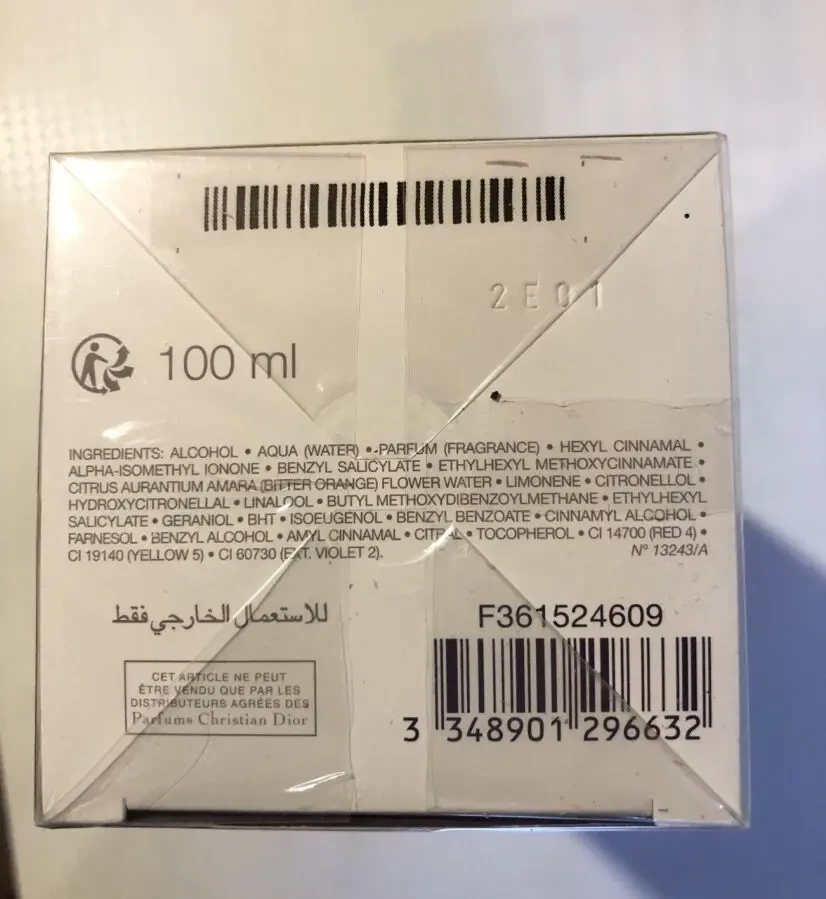 2E01
100 ml
INGREDIENTS: ALCOHOL • AQUA (WATER) • PARFUM (FRAGRANCE) • HEXYL CINNAMAL •
ALPHA-ISOMETHYL IONONE • BENZYL SALICYLATE • ETHYLHEXYL METHOXYCINNAMATE •
CITRUS AURANTIUM AMARA (BITTER ORANGE) FLOWER WATER • LIMONENE • CITRONELLOL •
HYDROXYCITRONELLAL • LINALOOL • BUTYL METHOXYDIBENZOYLMETHANE • ETHYLHEXYL
SALICYLATE • GERANIOL • BHT • ISOEUGENOL • BENZYL BENZOATE • CINNAMYL ALCOHOL •
FARNESOL • BENZYL ALCOHOL • AMYL CINNAMAL • CITRAL • TOCOPHEROL • CI 14700 (RED 4) •
CI 19140 (YELLOW 5) • CI 60730 (EXT. VIOLET 2). N° 13243/A
للاستعمال الخارجي فقط
CET ARTICLE NE PEUT
ÊTRE VENDU QUE PAR LES
DISTRIBUTEURS AGRÉÉS DES
Parfums Christian Dior
F361524609
3 348901 296632